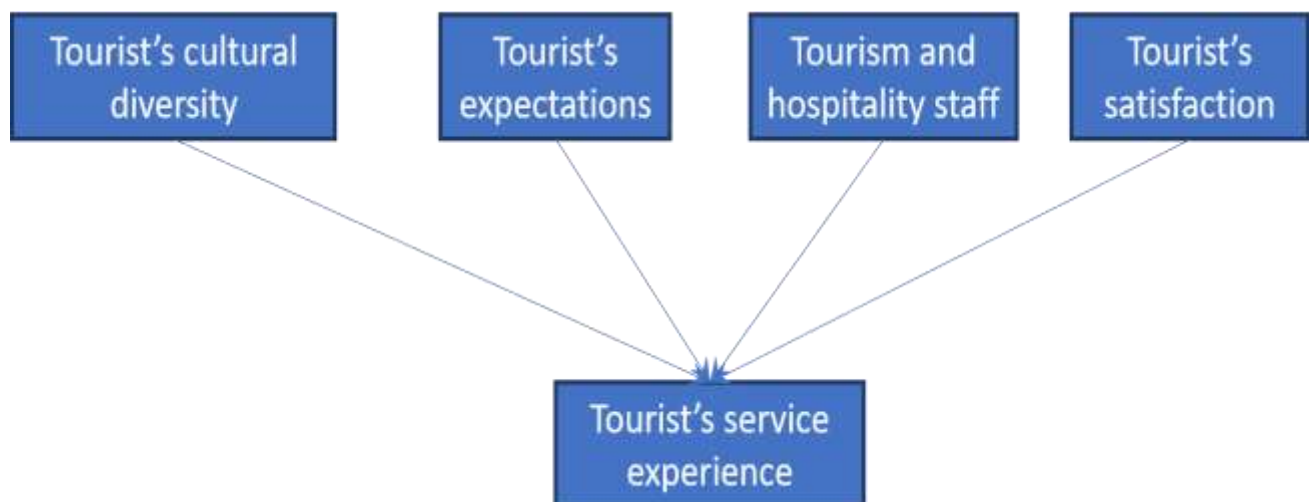 Tourist’s cultural
diversity
Tourist’s
expectations
Tourism and
hospitality staff
Tourist’s
satisfaction
Tourist’s service
experience